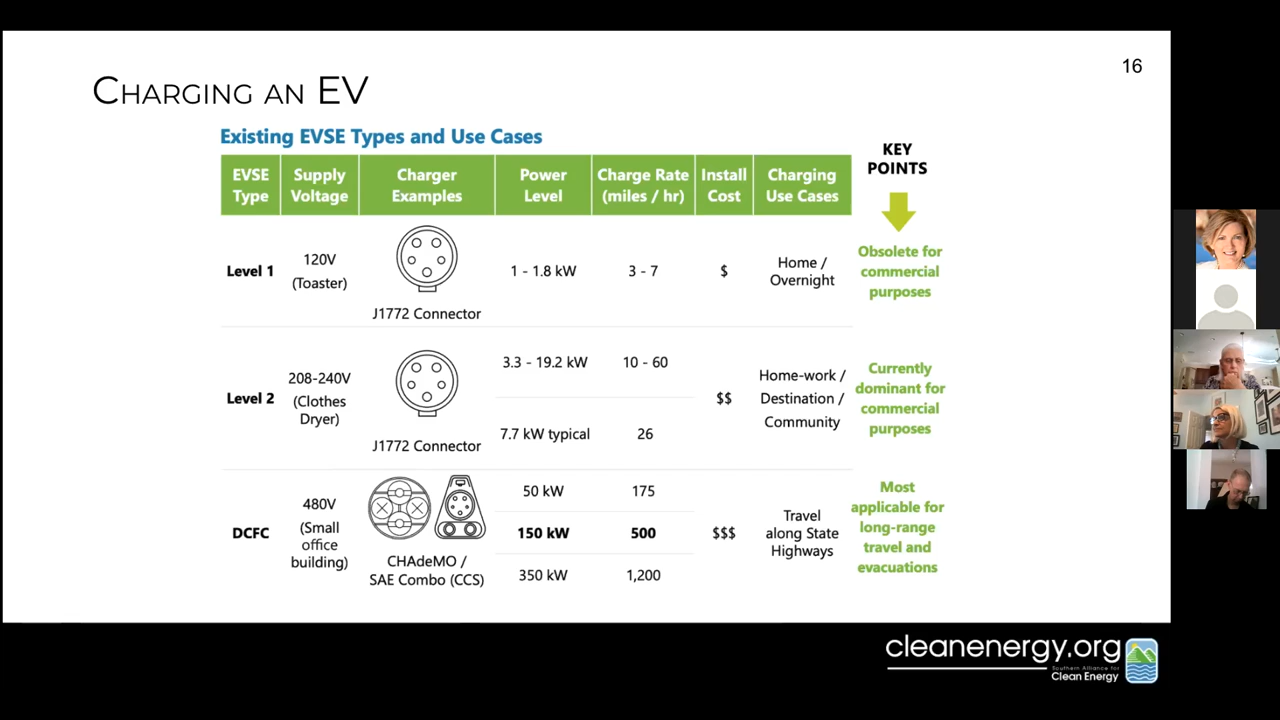 16
CHARGING AN EV
Existing EVSE Types and Use Cases
KEY
POINTS
EVSE
Type
Supply
Voltage
Charger
Examples
Power
Level
Charge Rate
(miles / hr)
Install
Cost
Charging
Use Cases
Level 1
120V
(Toaster)
J1772 Connector
1 - 1.8 kW
3 - 7
$
Home /
Overnight
Obsolete for
commercial
purposes
Level 2
208-240V
(Clothes
Dryer)
J1772 Connector
3.3 - 19.2 kW
10 - 60
7.7 kW typical
26
$$
Home-work /
Destination /
Community
Currently
dominant for
commercial
purposes
DCFC
480V
(Small
office
building)
CHAdeMO /
SAE Combo (CCS)
50 kW
175
150 kW
500
350 kW
1,200
$$$
Travel
along State
Highways
Most
applicable for
long-range
travel and
evacuations
cleanenergy.org
Southern Alliance for
Clean Energy